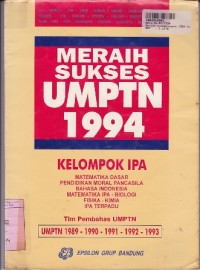 MERAIH
SUKSES
UMPTN
1994
KELOMPOK IPA
MATEMATIKA DASAR
PENDIDIKAN MORAL PANCASILA
BAHASA INDONESIA
MATEMATIKA IPA - BIOLOGI
FISIKA - KIMIA
IPA TERPADU
Tim Pembahas UMPTN
UMPTN 1989 - 1990 - 1991 - 1992 - 1993
EPSILON GRUP BANDUNG